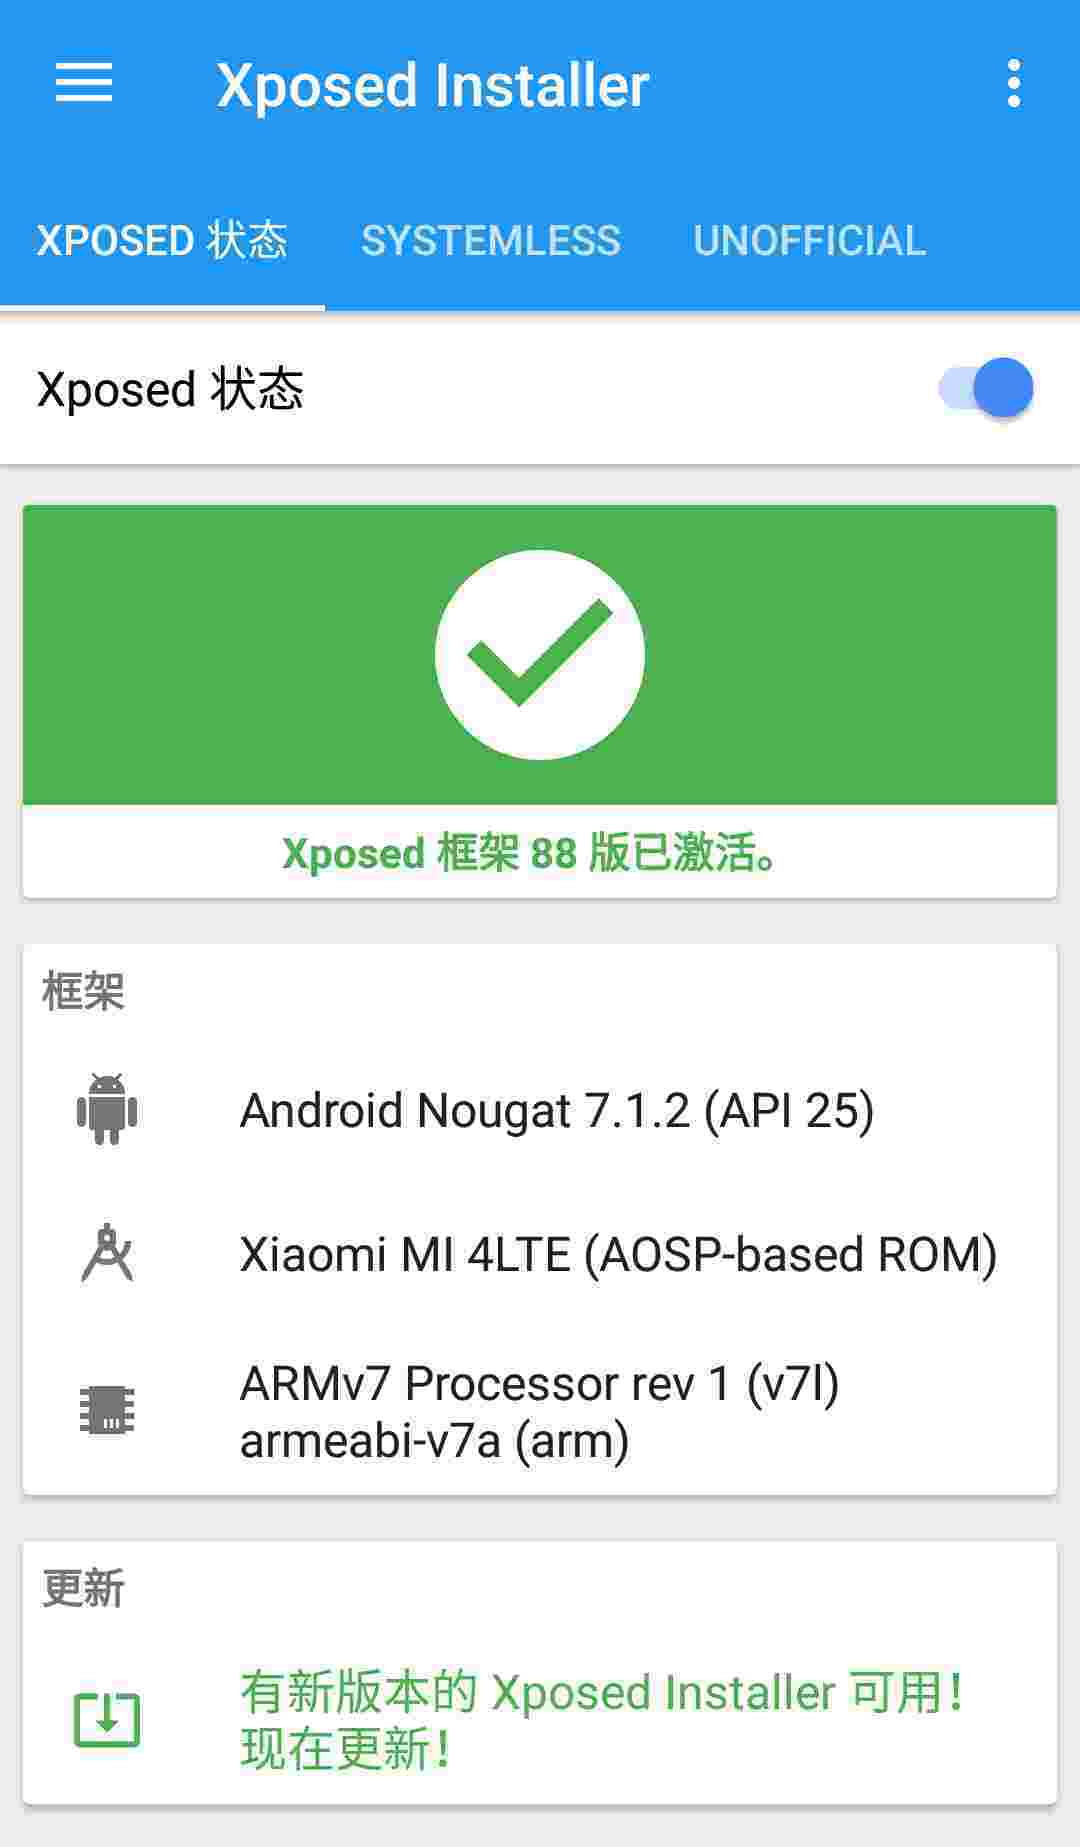 Xposed Installer
XPOSED 状态 SYSTEMLESS UNOFFICIAL
Xposed 状态
Xposed 框架 88 版已激活。
框架
Android Nougat 7.1.2 (API 25)
Xiaomi MI 4LTE (AOSP-based ROM)
ARMv7 Processor rev 1 (v7l)
armeabi-v7a (arm)
更新
有新版本的 Xposed Installer 可用！
现在更新！